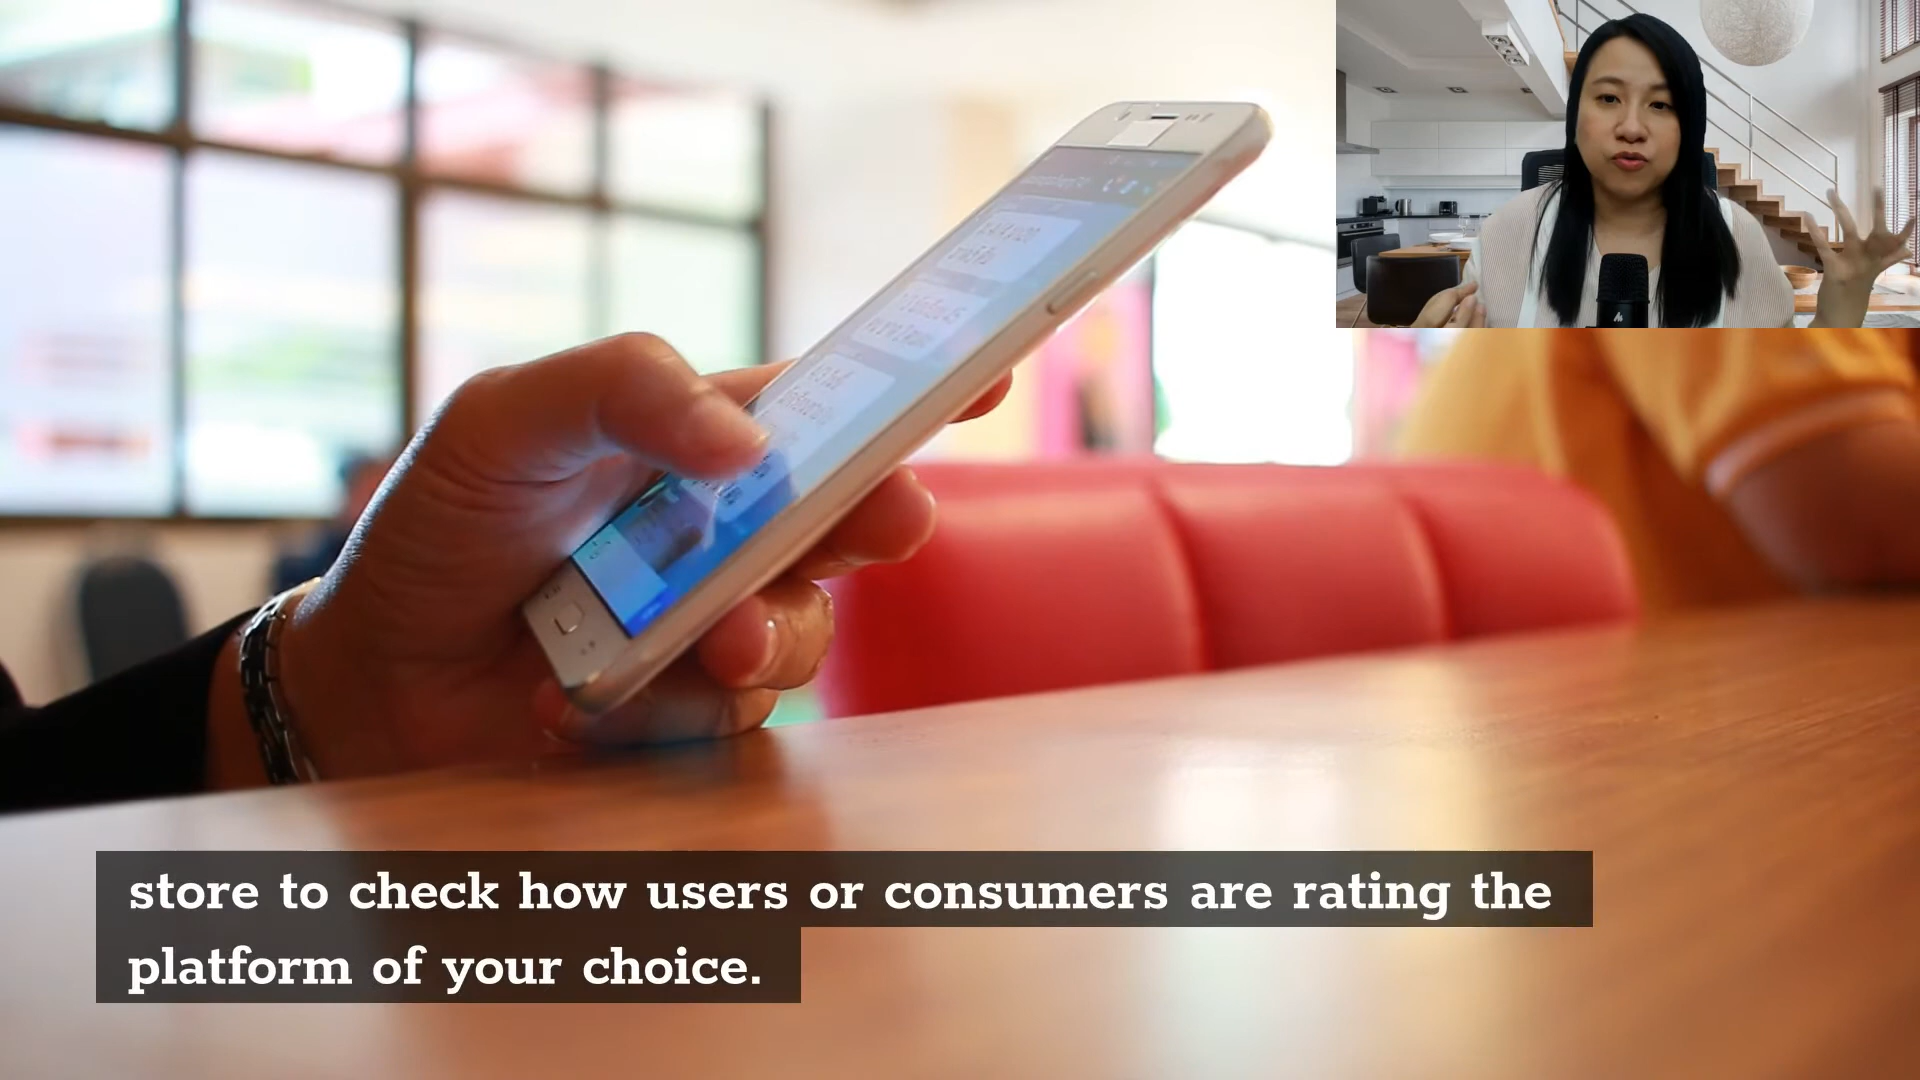 store to check how users or consumers are rating the
platform of your choice.